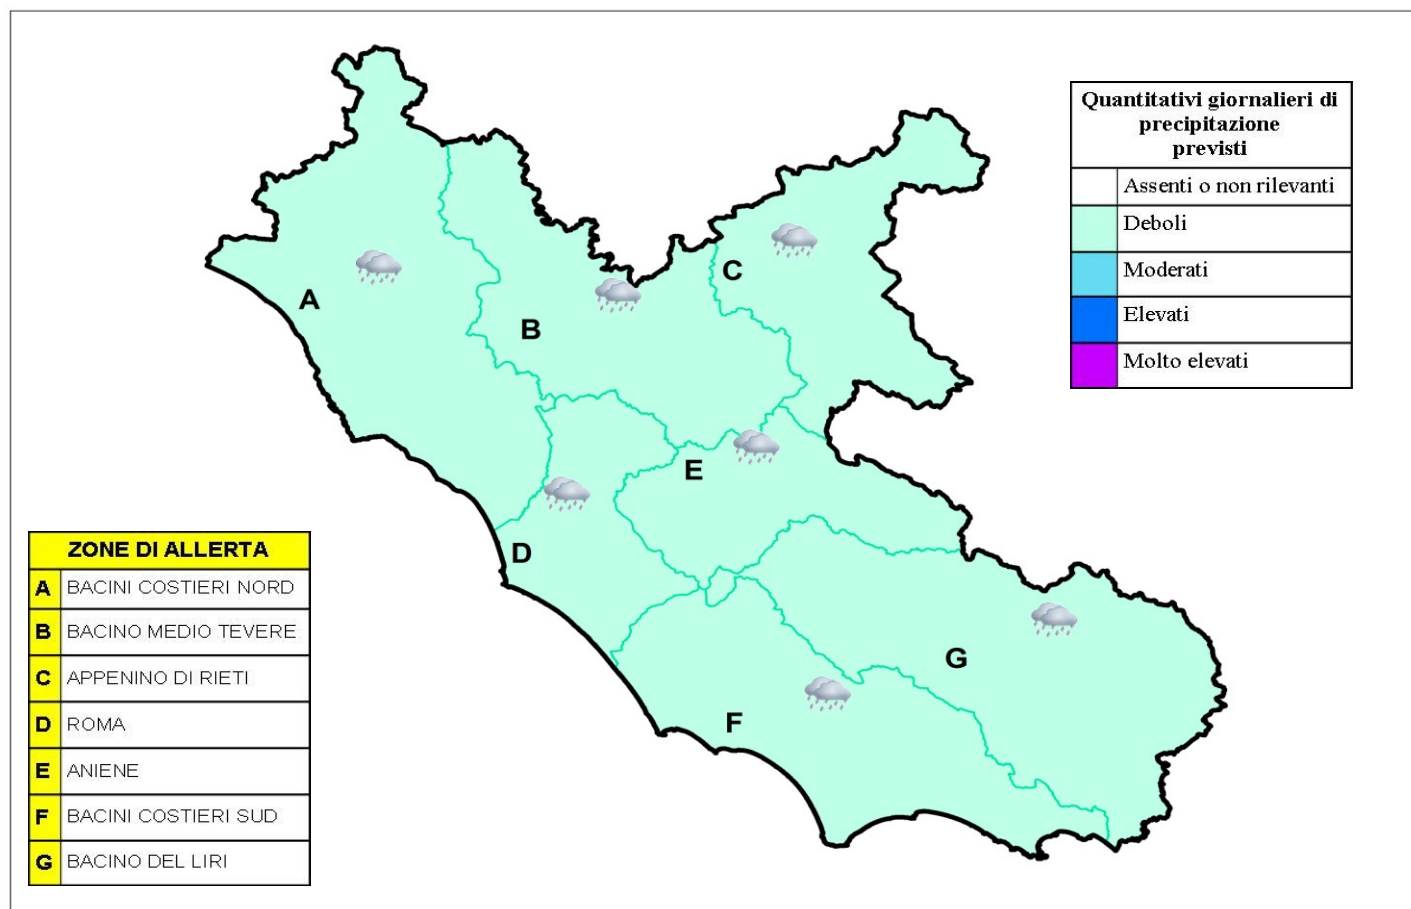 Quantitativi giornalieri di
precipitazione
previsti
Assenti o non rilevanti
Deboli
Moderati
Elevati
Molto elevati
A
B
C
D
E
F
G
ZONE DI ALLERTA
A BACINI COSTIERI NORD
B BACINO MEDIO TEVERE
C APPENINO DI RIETI
D ROMA
E ANIENE
F BACINI COSTIERI SUD
G BACINO DEL LIRI